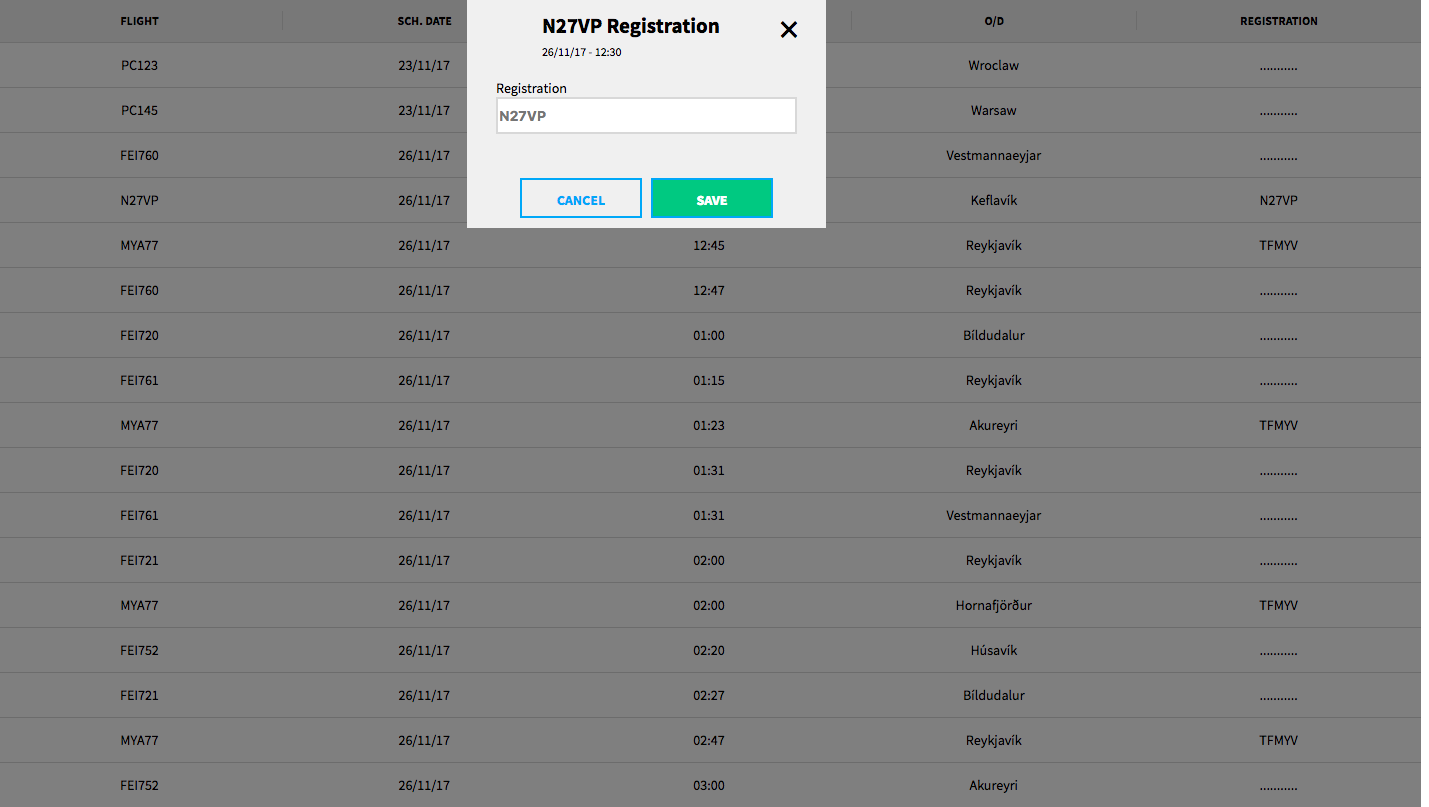 FLIGHT SCH. DATE O/D REGISTRATION
N27VP Registration
26/11/17 - 12:30
Registration
N27VP
CANCEL SAVE
PC123 23/11/17 Wroclaw ...........
PC145 23/11/17 Warsaw ...........
FEI760 26/11/17 Vestmannaeyjar ...........
N27VP 26/11/17 Keflavík N27VP
MYA77 26/11/17 12:45 Reykjavík TFMYV
FEI760 26/11/17 12:47 Reykjavík ...........
FEI720 26/11/17 01:00 Bíldudalur ...........
FEI761 26/11/17 01:15 Reykjavík ...........
MYA77 26/11/17 01:23 Akureyri TFMYV
FEI720 26/11/17 01:31 Reykjavík ...........
FEI761 26/11/17 01:31 Vestmannaeyjar ...........
FEI721 26/11/17 02:00 Reykjavík ...........
MYA77 26/11/17 02:00 Hornafjörður TFMYV
FEI752 26/11/17 02:20 Húsavík ...........
FEI721 26/11/17 02:27 Bíldudalur ...........
MYA77 26/11/17 02:47 Reykjavík TFMYV
FEI752 26/11/17 03:00 Akureyri ...........